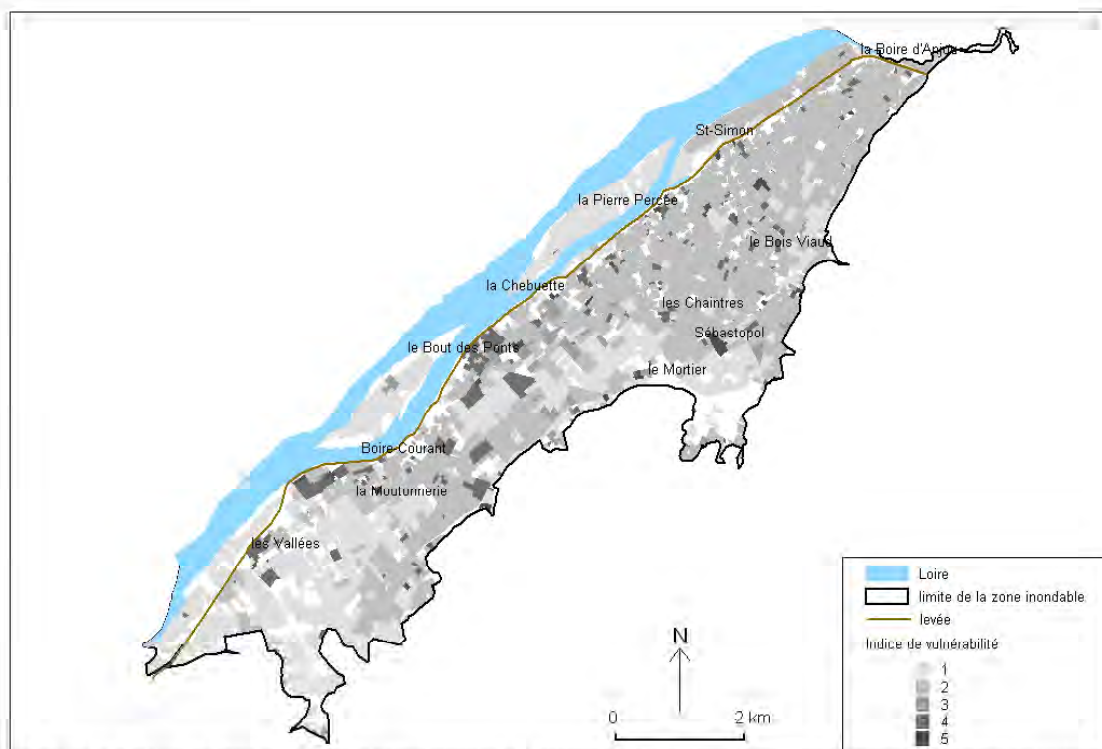 la Boire d'Anjou
St-Simon
la Pierre Percée
le Bois Viaud
la Chebuette
les Chaintres
Sébastopol
le Bout des Ponts
le Mortier
Boire-Courant
la Moutonnerie
les Vallées
N
0 2 km
Loire
limite de la zone inondable
levée
Indice de vulnérabilité
1
2
3
4
5